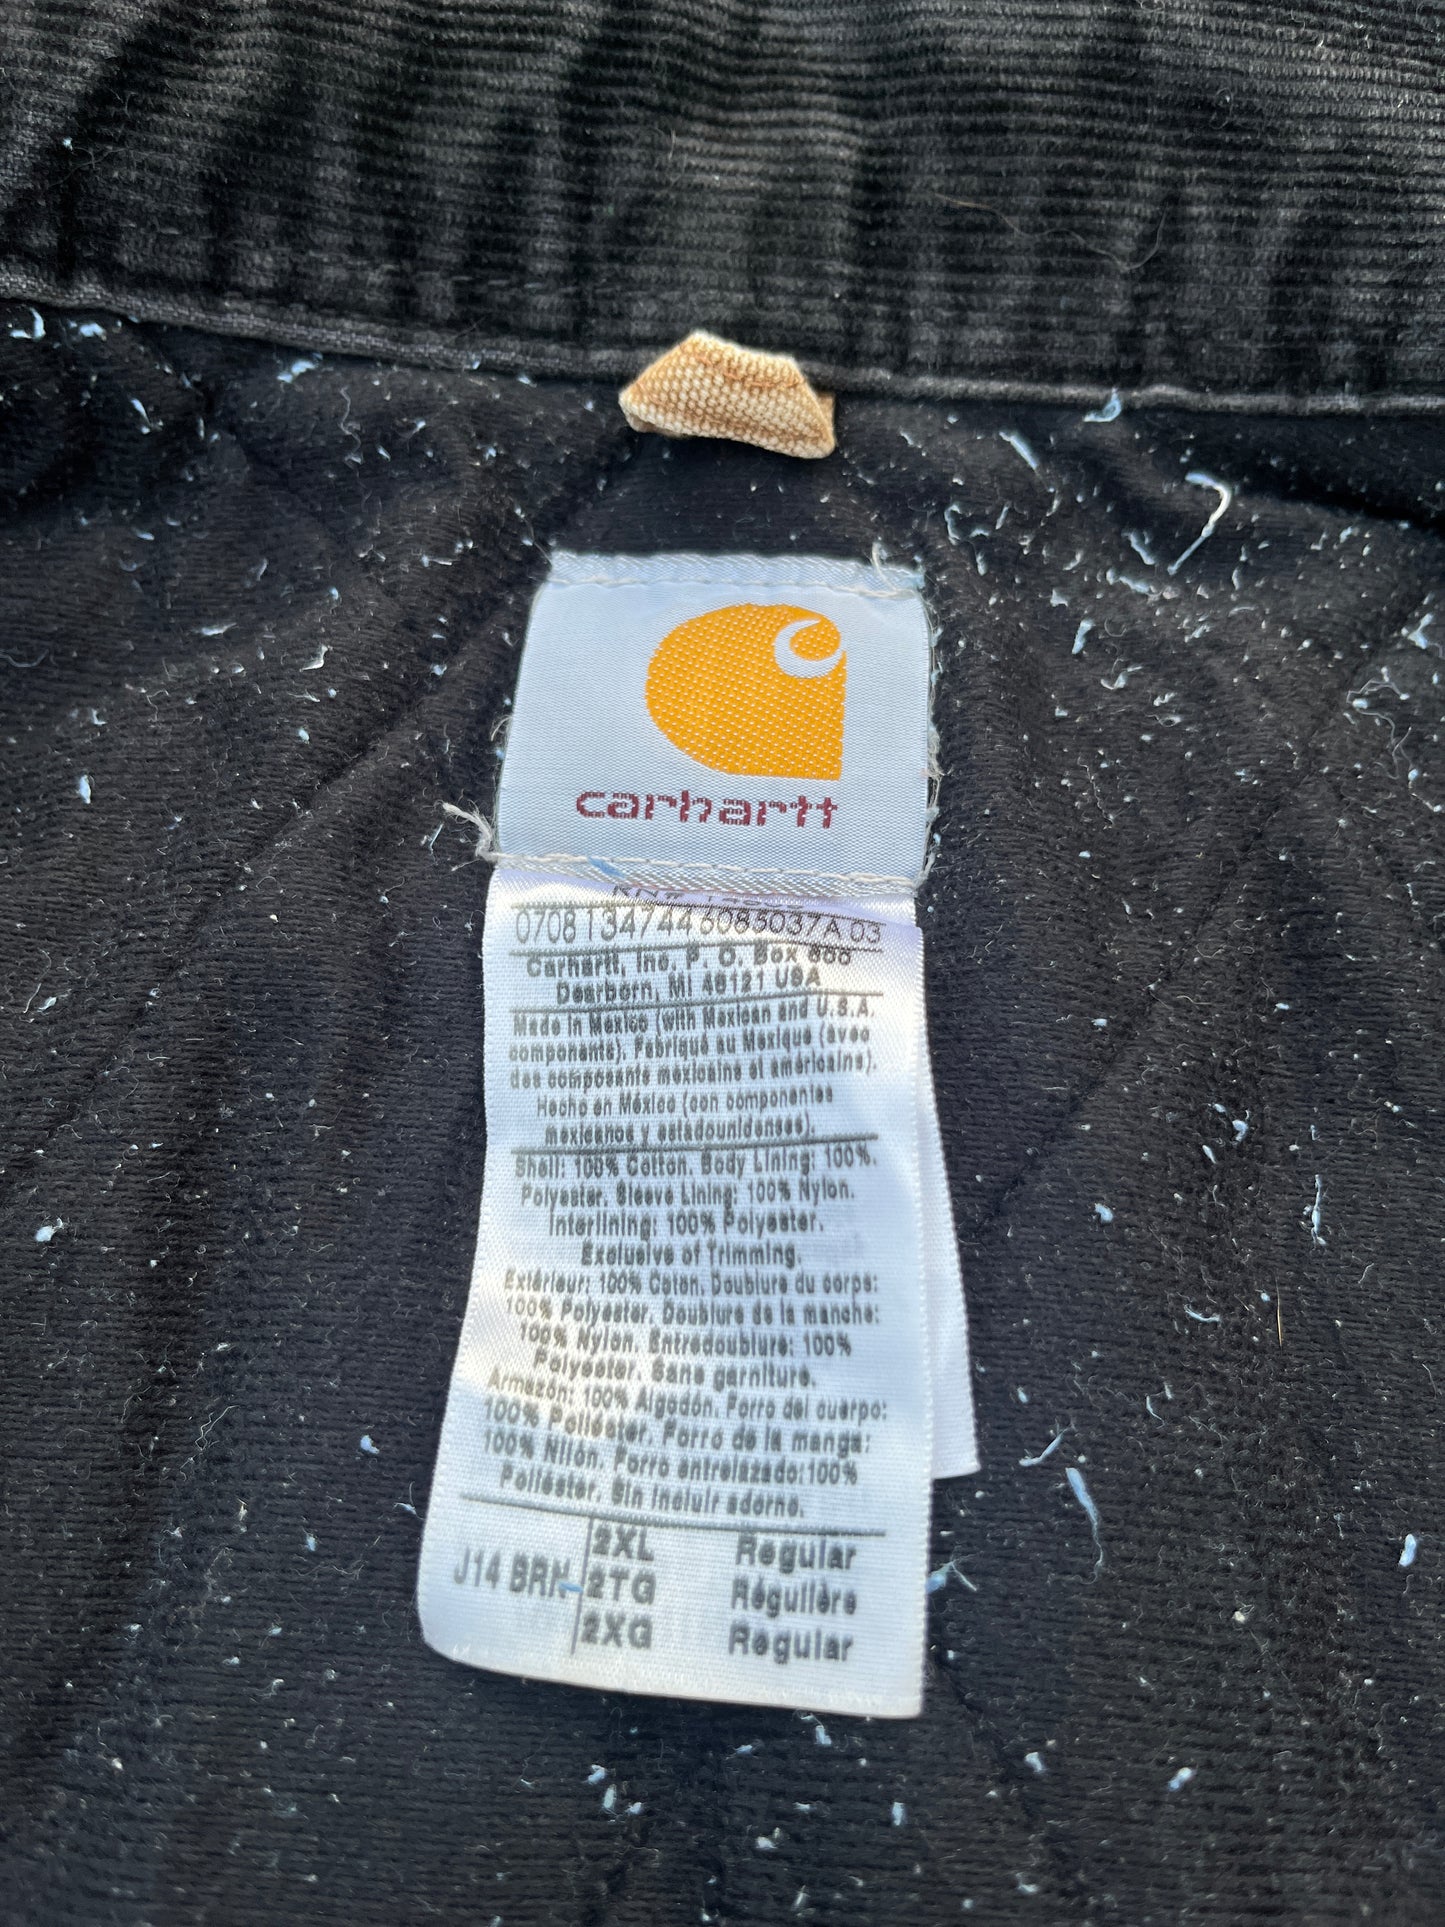 carhartt
0708 134744 6085037A 03
Carhartt, Inc. P. O. Box 600
Dearborn, MI 48121 USA
Made in Mexico (with Mexican and U.S.A.
components). Fabriqué au Mexique (avec
des composants mexicains et américains).
Hecho en México (con componentes
mexicanos y estadounidenses).
Shell: 100% Cotton. Body Lining: 100%.
Polyester. Sleeve Lining: 100% Nylon.
Interlining: 100% Polyester.
Exclusive of Trimming.
Extérieur: 100% Coton. Doublure du corps:
100% Polyester. Doublure de la manche:
100% Nylon. Entredoublure: 100%
Polyester. Sans garniture.
Armazón: 100% Algodón. Forro del cuerpo:
100% Poliéster. Forro de la manga:
100% Nilón. Forro entrelazado:100%
Poliéster. Sin incluir adorno.
2XL Regular
J14 BRN 2TG Régulière
2XG Regular